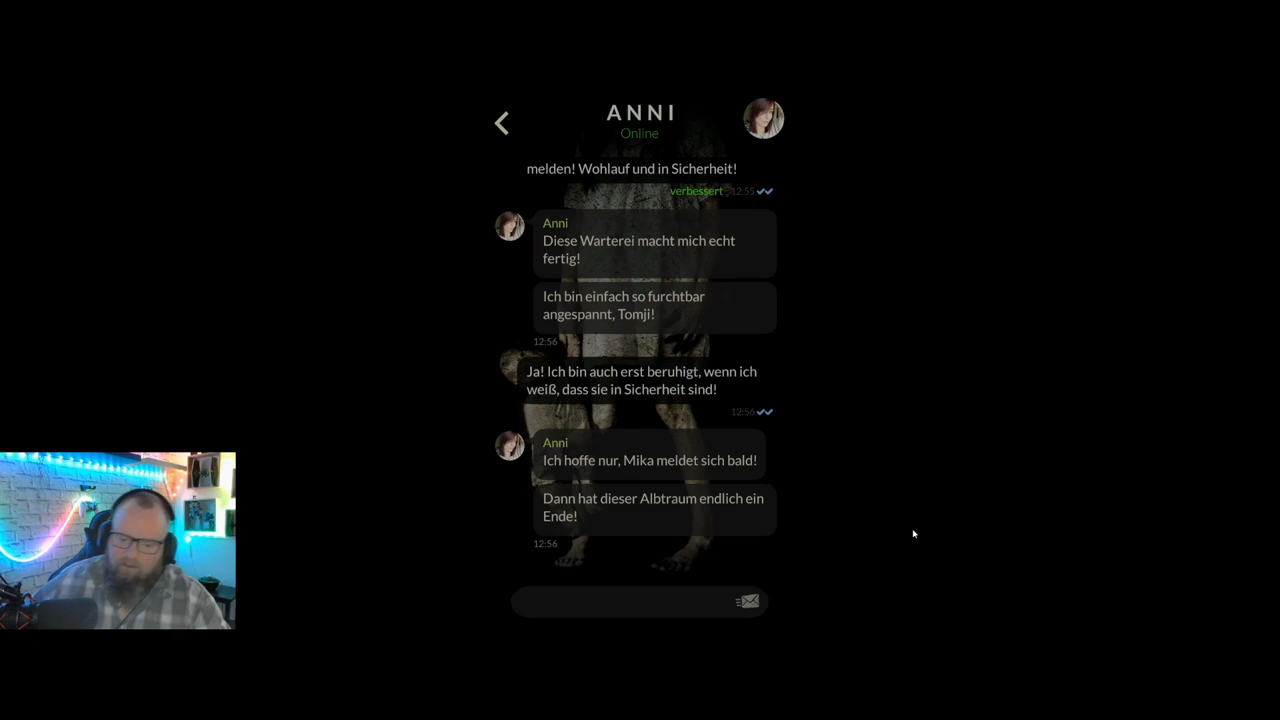 ANNI
Online
melden! Wohlauf und in Sicherheit!
verbessert 12:55
Anni
Diese Warterei macht mich echt
fertig!
Ich bin einfach so furchtbar
angespannt, Tomji!
12:56
Ja! Ich bin auch erst beruhigt, wenn ich
weiß, dass sie in Sicherheit sind!
12:56
Anni
Ich hoffe nur, Mika meldet sich bald!
Dann hat dieser Albtraum endlich ein
Ende!
12:56